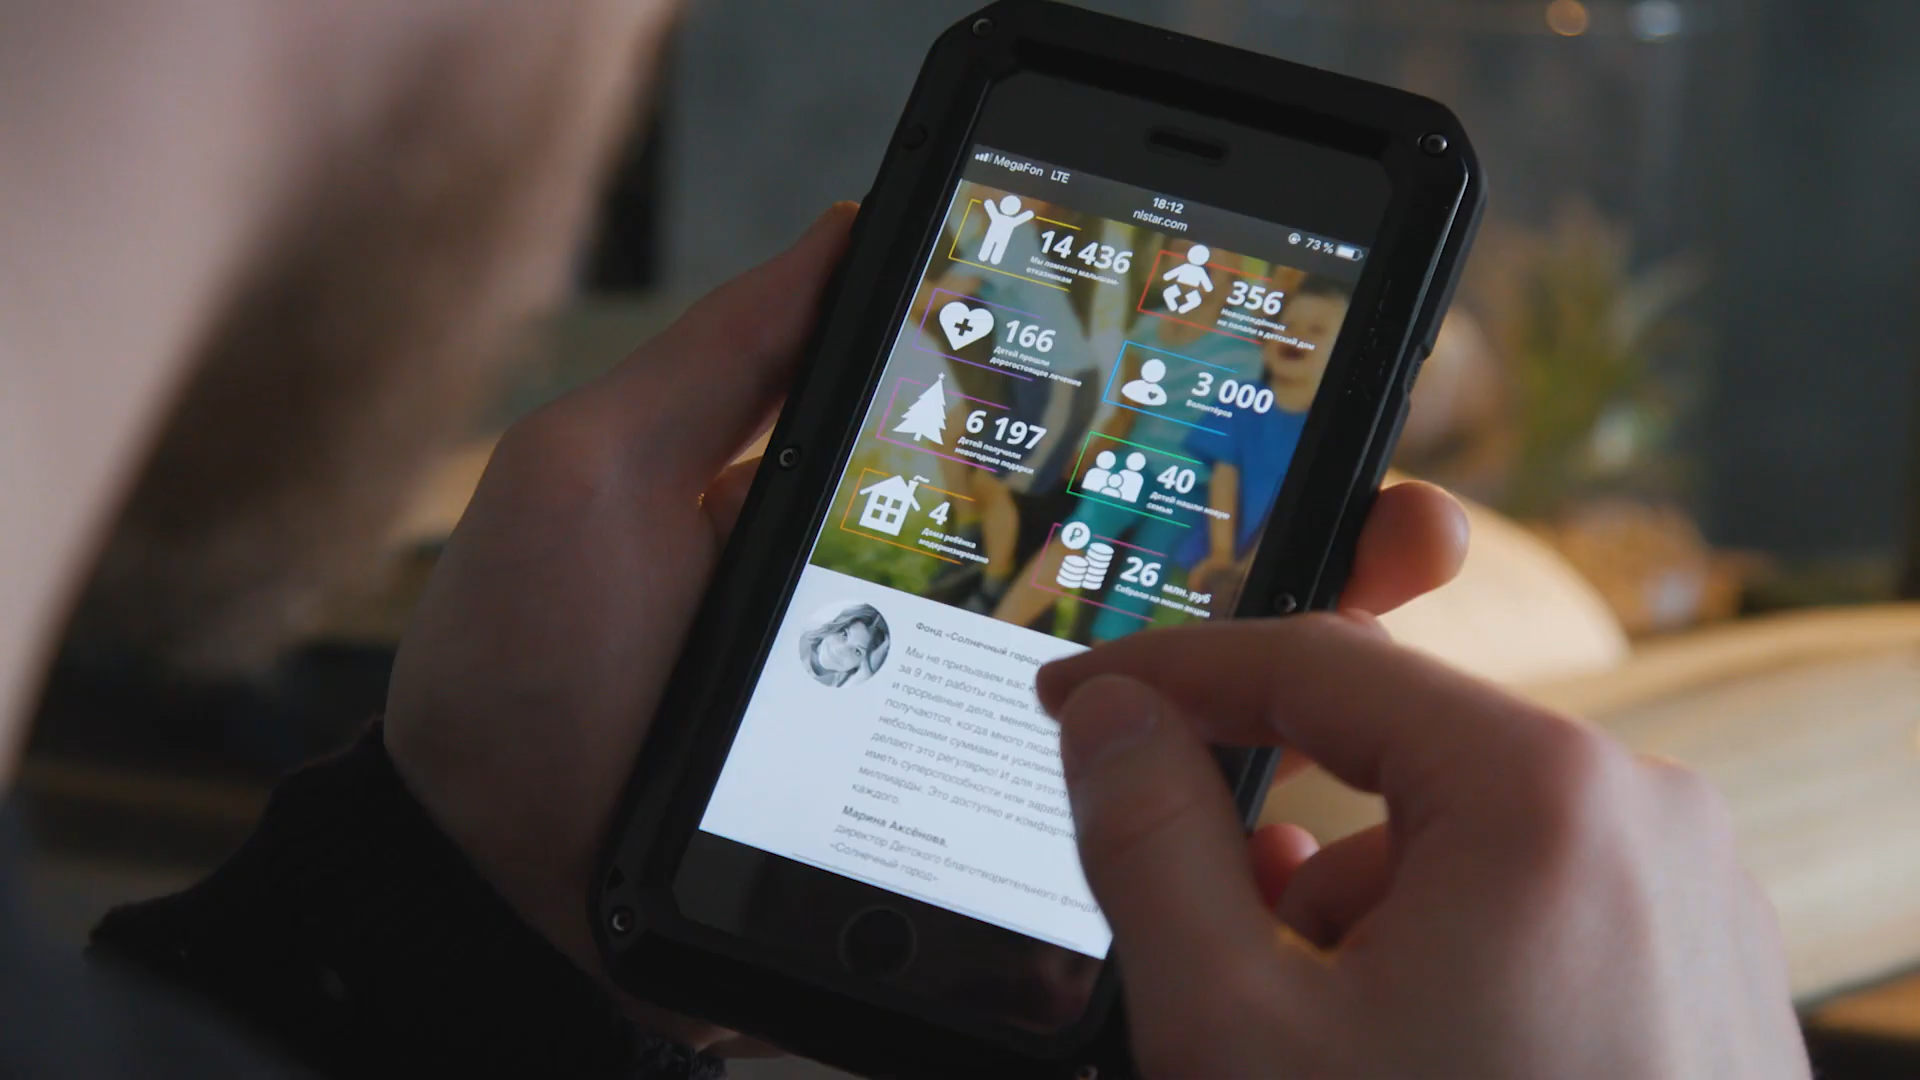 MegaFon LTE
18:12
nlstar.com
73 %
14 436
Мы помогли малышам-
отказникам
356
Новорождённых
не попали в детский дом
166
Детей прошли
дорогостоящее лечение
3 000
Волонтёров
6 197
Детей получили
новогодние подарки
40
Детей нашли новую
семью
4
Дома ребёнка
модернизировано
26 млн. руб
Собрали на наши акции
Фонд «Солнечный город»
Мы не призываем вас
за 9 лет работы поняли,
и прорывные дела, меняющие
получаются, когда много людей
небольшими суммами и усилиями
делают это регулярно! И для этого
иметь суперспособности или
миллиарды. Это доступно и комфортно
каждого.
Марина Аксёнова,
директор Детского благотворительного фонда
«Солнечный город»